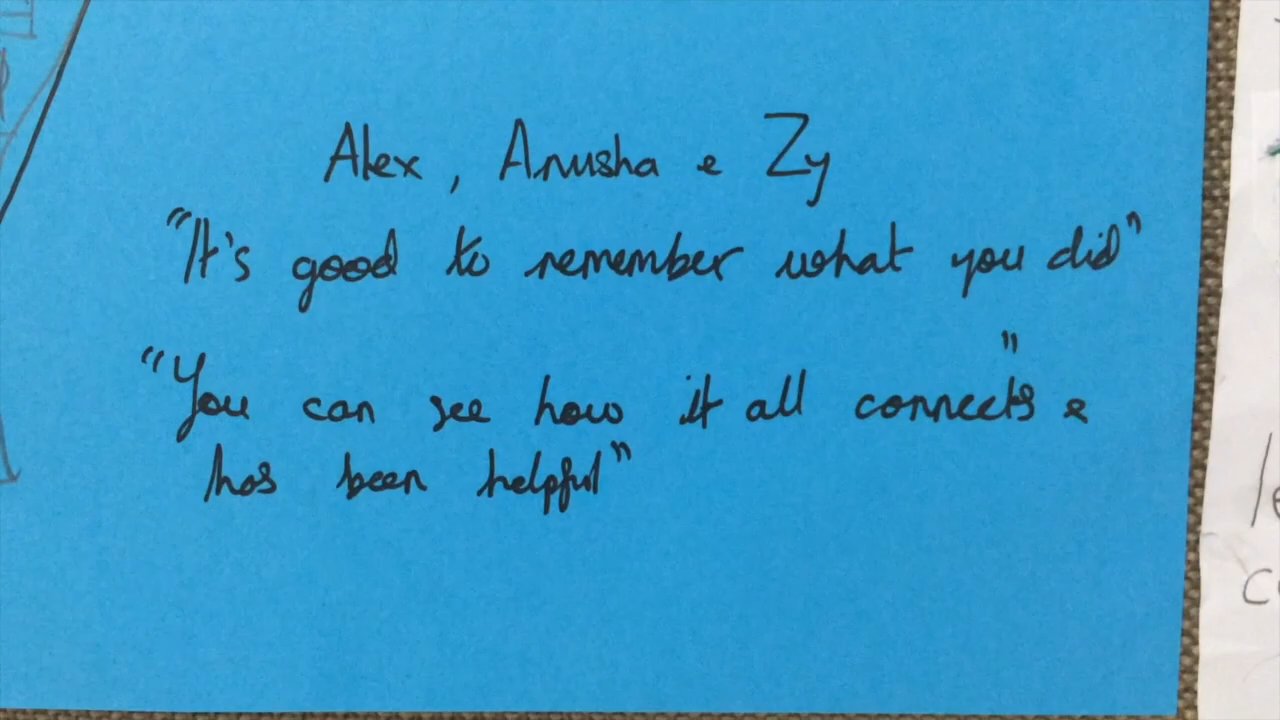 Alex, Anusha e Zy
"It's good to remember what you did"
"You can see how it all connects" e
has been helpful"